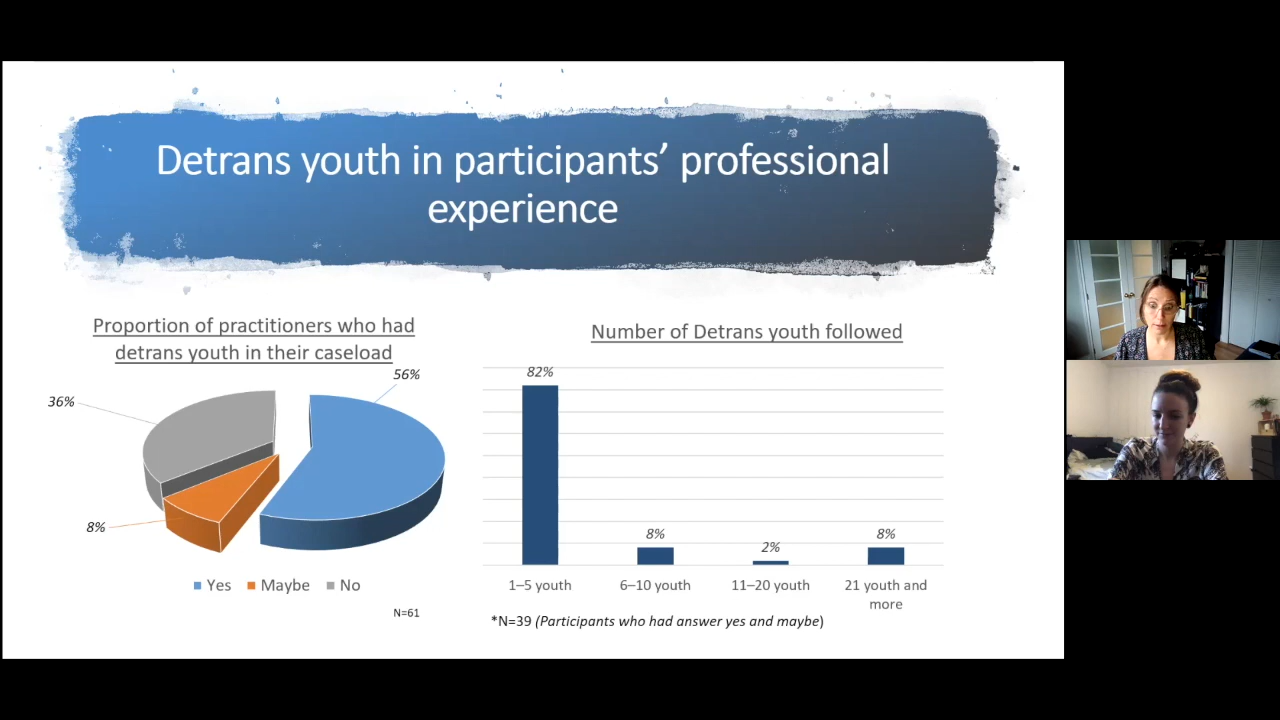 Detrans youth in participants’ professional
experience
Proportion of practitioners who had
detrans youth in their caseload
56%
36%
8%
Yes Maybe No
N=61
Number of Detrans youth followed
82%
8%
2%
8%
1–5 youth
6–10 youth
11–20 youth
21 youth and
more
*N=39 (Participants who had answer yes and maybe)